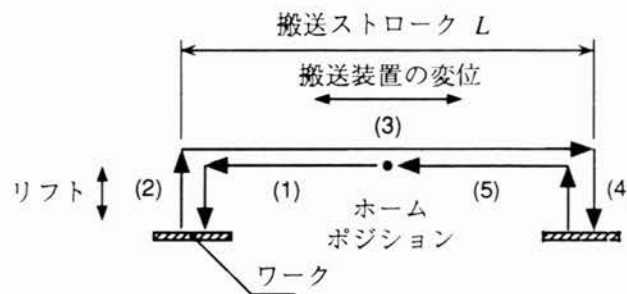 搬送ストローク L
搬送装置の変位
(3)
リフト
(2)
(1)
(5)
(4
ホーム
ポジション
ワーク